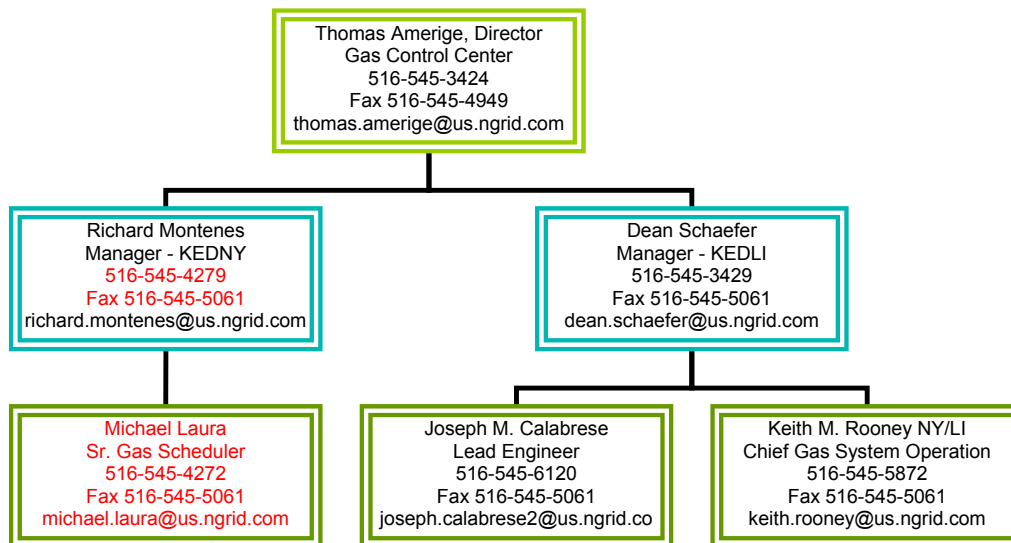 Thomas Amerige, Director
Gas Control Center
516-545-3424
Fax 516-545-4949
thomas.amerige@us.ngrid.com
Richard Montenes
Manager - KEDNY
516-545-4279
Fax 516-545-5061
richard.montenes@us.ngrid.com
Dean Schaefer
Manager - KEDLI
516-545-3429
Fax 516-545-5061
dean.schaefer@us.ngrid.com
Michael Laura
Sr. Gas Scheduler
516-545-4272
Fax 516-545-5061
michael.laura@us.ngrid.com
Joseph M. Calabrese
Lead Engineer
516-545-6120
Fax 516-545-5061
joseph.calabrese2@us.ngrid.co
Keith M. Rooney NY/LI
Chief Gas System Operation
516-545-5872
Fax 516-545-5061
keith.rooney@us.ngrid.com